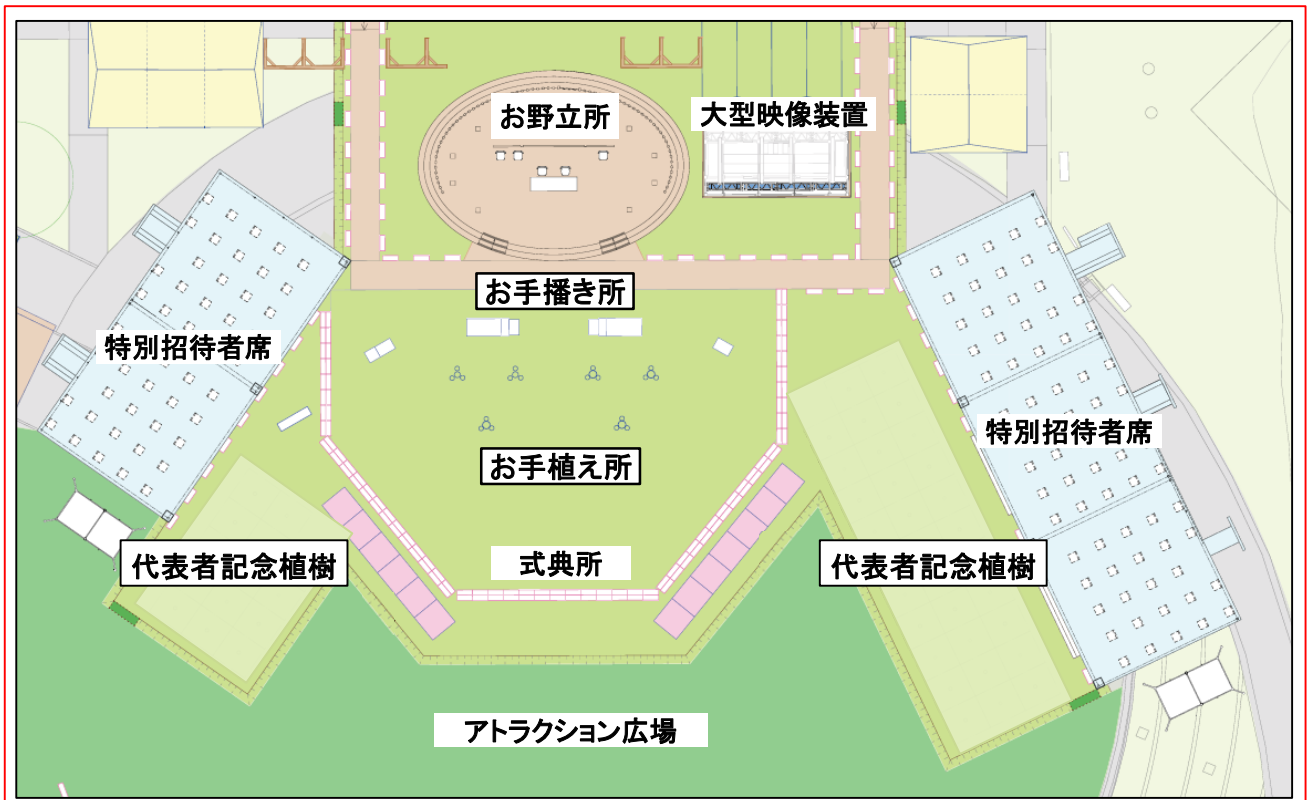 お野立所
大型映像装置
お手播き所
特別招待者席
特別招待者席
お手植え所
式典所
代表者記念植樹
代表者記念植樹
アトラクション広場